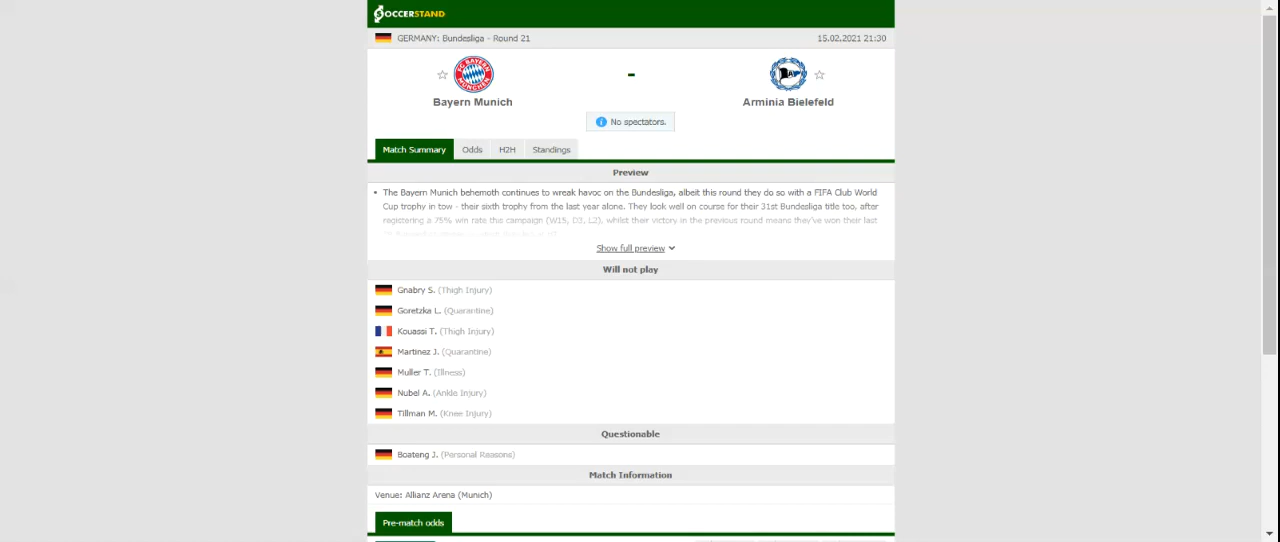 SOCCERSTAND
GERMANY: Bundesliga - Round 21
15.02.2021 21:30
-
Bayern Munich
Arminia Bielefeld
No spectators.
Match Summary
Odds
H2H
Standings
Preview
The Bayern Munich behemoth continues to wreak havoc on the Bundesliga, albeit this round they do so with a FIFA Club World
Cup trophy in tow - their sixth trophy from the last year alone. They look well on course for their 31st Bundesliga title too, after
registering a 75% win rate this campaign (W15, D3, L2), whilst their victory in the previous round means they've won their last
Show full preview
Will not play
Gnabry S. (Thigh Injury)
Goretzka L. (Quarantine)
Kouassi T. (Thigh Injury)
Martinez J. (Quarantine)
Muller T. (Illness)
Nubel A. (Ankle Injury)
Tillman M. (Knee Injury)
Questionable
Boateng J. (Personal Reasons)
Match Information
Venue: Allianz Arena (Munich)
Pre-match odds